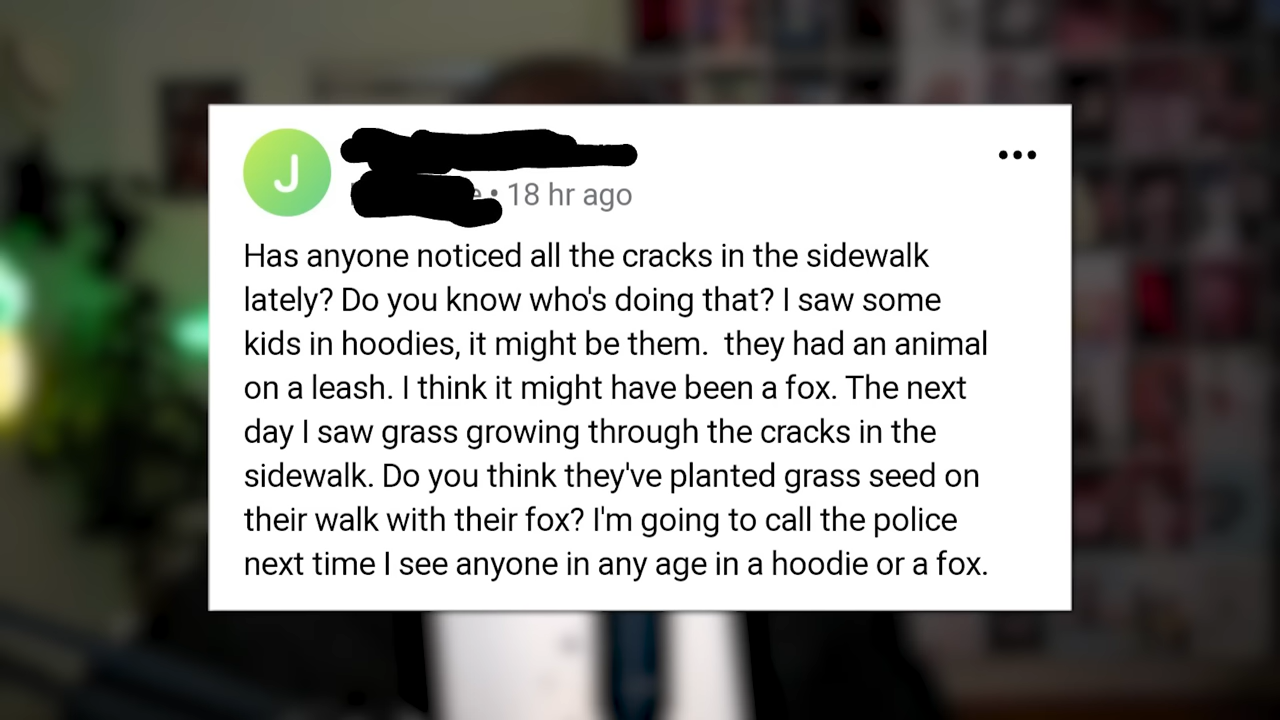 J
18 hr ago
Has anyone noticed all the cracks in the sidewalk
lately? Do you know who's doing that? I saw some
kids in hoodies, it might be them.  they had an animal
on a leash. I think it might have been a fox. The next
day I saw grass growing through the cracks in the
sidewalk. Do you think they've planted grass seed on
their walk with their fox? I'm going to call the police
next time I see anyone in any age in a hoodie or a fox.